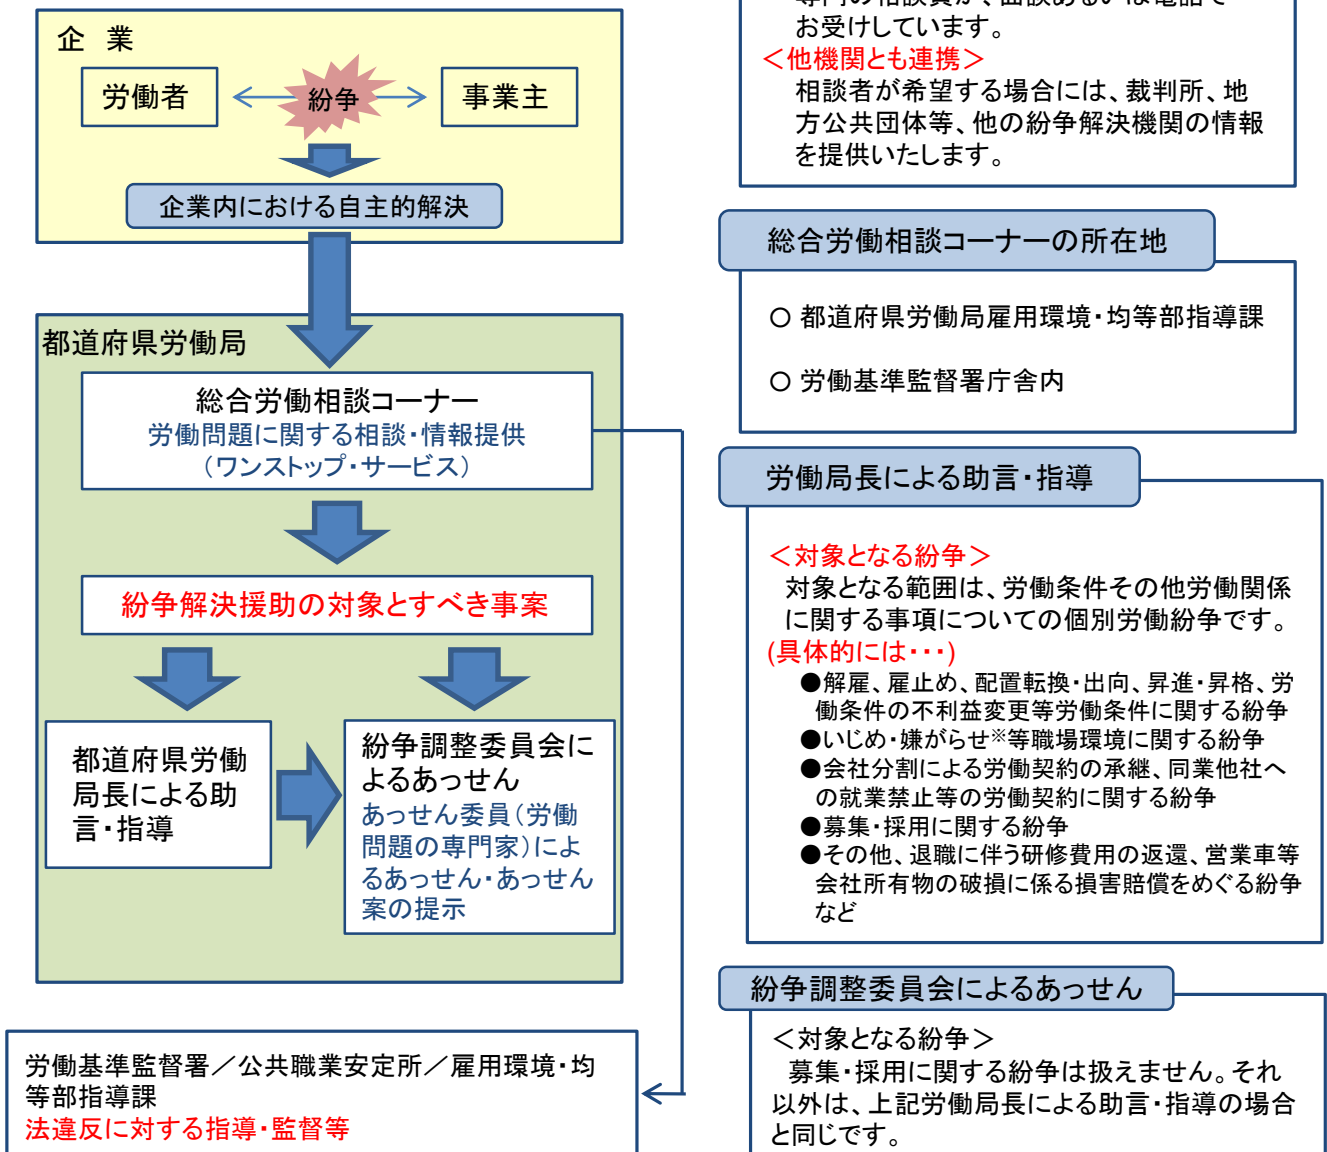 企　業
労働者
紛争
事業主
企業内における自主的解決
都道府県労働局
総合労働相談コーナー
労働問題に関する相談・情報提供
（ワンストップ・サービス）
紛争解決援助の対象とすべき事案
都道府県労働
局長による助
言・指導
紛争調整委員会に
よるあっせん
あっせん委員（労働
問題の専門家）によ
るあっせん・あっせん
案の提示
労働基準監督署／公共職業安定所／雇用環境・均
等部指導課
法違反に対する指導・監督等
お受けしています。
＜他機関とも連携＞
相談者が希望する場合には、裁判所、地
方公共団体等、他の紛争解決機関の情報
を提供いたします。
総合労働相談コーナーの所在地
○ 都道府県労働局雇用環境・均等部指導課
○ 労働基準監督署庁舎内
労働局長による助言・指導
＜対象となる紛争＞
対象となる範囲は、労働条件その他労働関係
に関する事項についての個別労働紛争です。
(具体的には・・・)
●解雇、雇止め、配置転換・出向、昇進・昇格、労
働条件の不利益変更等労働条件に関する紛争
●いじめ・嫌がらせ※等職場環境に関する紛争
●会社分割による労働契約の承継、同業他社へ
の就業禁止等の労働契約に関する紛争
●募集・採用に関する紛争
●その他、退職に伴う研修費用の返還、営業車等
会社所有物の破損に係る損害賠償をめぐる紛争
など
紛争調整委員会によるあっせん
＜対象となる紛争＞
募集・採用に関する紛争は扱えません。それ
以外は、上記労働局長による助言・指導の場合
と同じです。